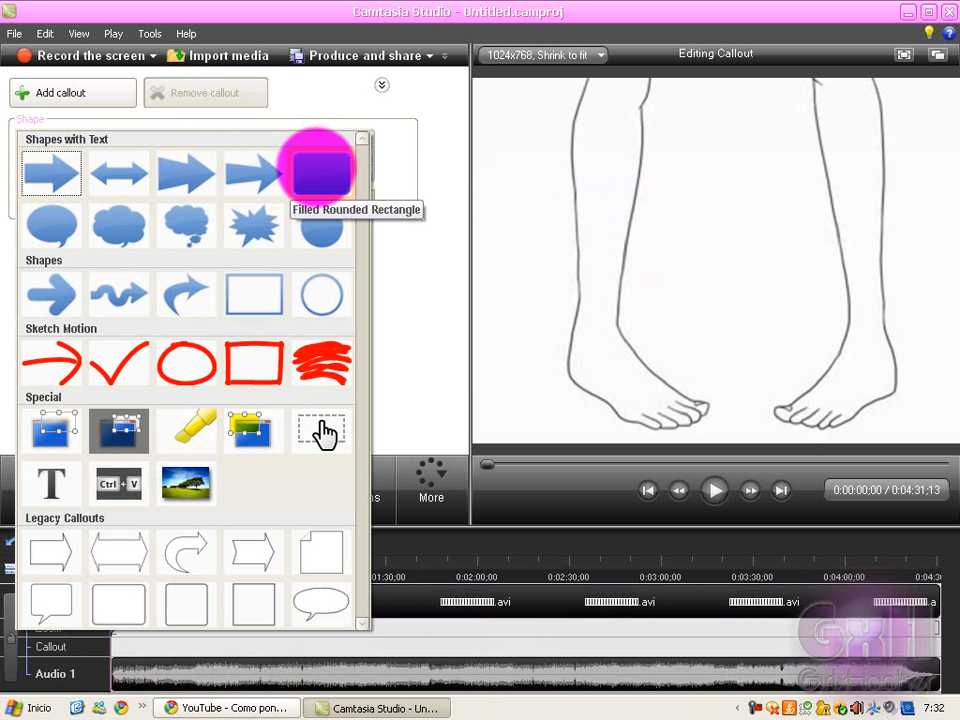 Camtasia Studio - Untitled.camproj
File Edit View Play Tools Help
Record the screen Import media Produce and share
1024x768, Shrink to fit Editing Callout
Add callout Remove callout
Shape
Shapes with Text
Filled Rounded Rectangle
Shapes
Sketch Motion
Special
T Ctrl + V
More
0:00:00;00 / 0:04:31;13
Legacy Callouts
0:02:00;00 0:02:30;00 0:03:00;00 0:03:30;00 0:04:00;00
.avi .avi .avi
Callout
Audio 1
Inicio YouTube - Como pon... Camtasia Studio - Un... 7:32